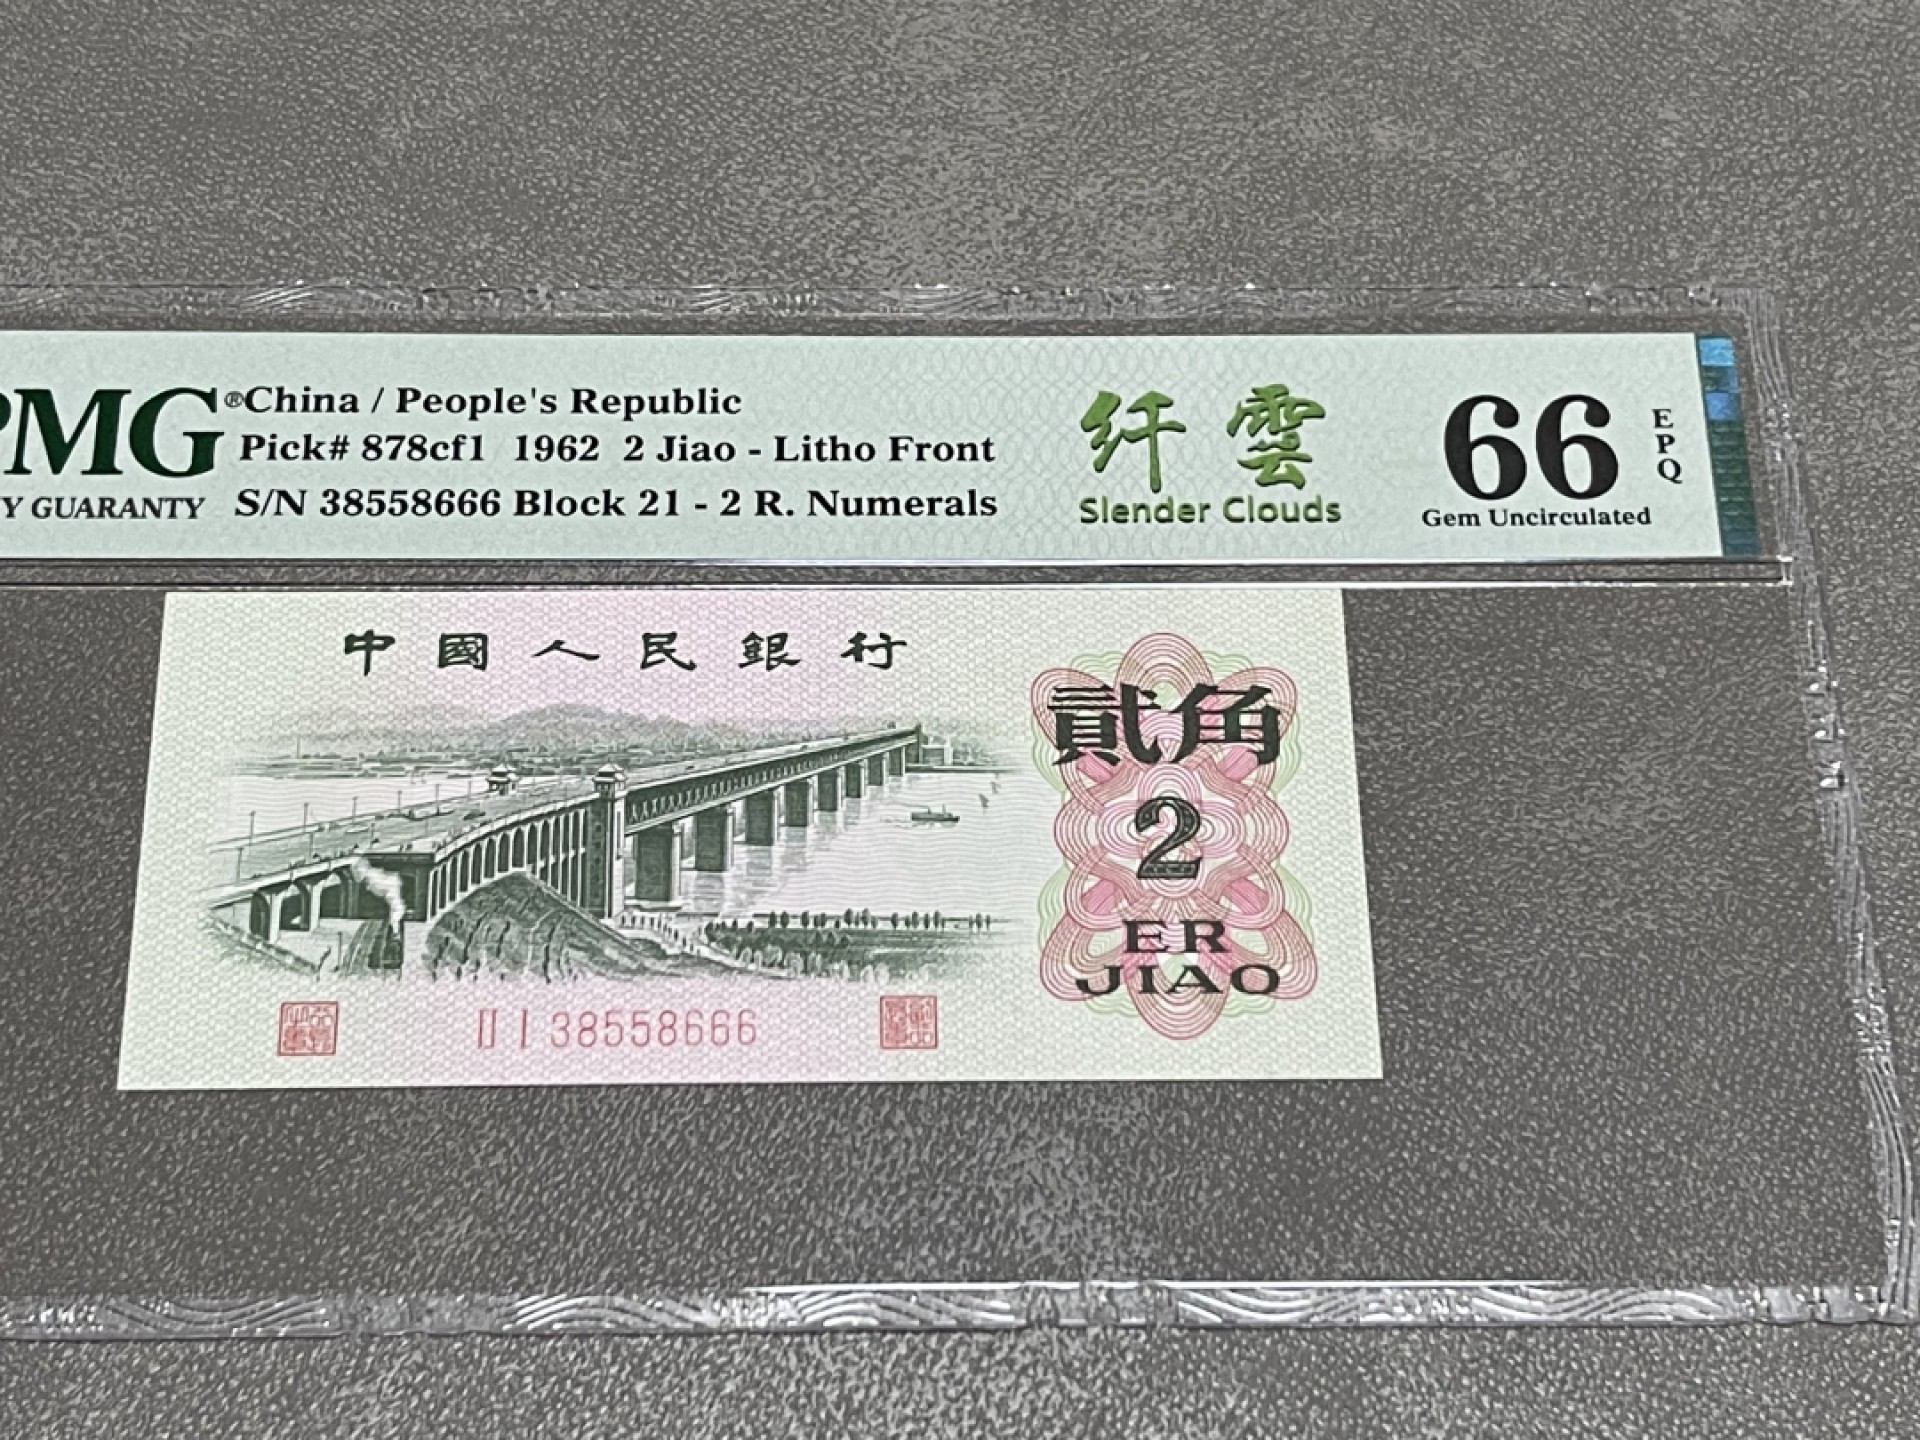 PMG® China / People's Republic
Pick# 878cf1 1962 2 Jiao - Litho Front
Y GUARANTY S/N 38558666 Block 21 - 2 R. Numerals
纤雲
Slender Clouds
66 EPQ
Gem Uncirculated
中國人民銀行
貳角
2
ER
JIAO
II I 38558666